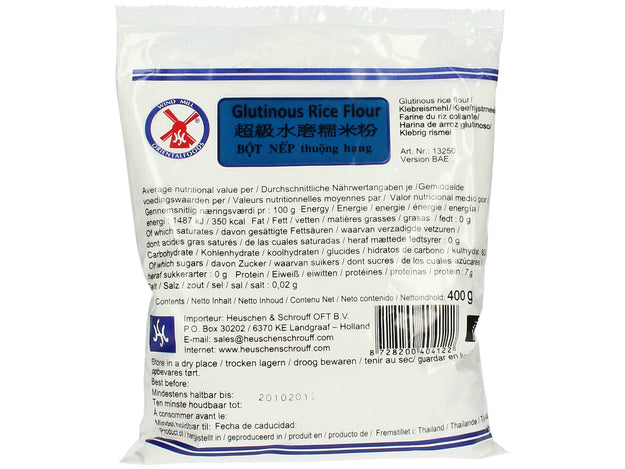 WIND MILL
ORIENTALFOODS
Glutinous Rice Flour
超級水磨糯米粉
BỘT NẾP thuộng hạng
Glutinous rice flour /
Klebreismehl / Kleefrijstmeel
Farine du riz collante /
Harina de arroz glutinoso /
Klebrig rismel
Art. Nr.: 13250
Version BAE
Average nutritional value per / Durchschnittliche Nährwertangaben je / Gemiddelde
voedingswaarden per / Valeurs nutritionnelles moyennes par / Valor nutricional medio por /
Gennemsnitlig næringsværdi pr : 100 g Energy / Energie / energie / énergie / energía /
energi : 1487 kJ / 350 kcal Fat / Fett / vetten / matières grasses / grasas / fedt : 0 g
Of which saturates / davon gesättigte Fettsäuren / waarvan verzadigde vetzuren /
dont acides gras saturés / de las cuales saturadas / heraf mættede fedtsyrer : 0 g
Carbohydrate / Kohlenhydrate / koolhydraten / glucides / hidratos de carbono / kulhydrat: 80
Of which sugars / davon Zucker / waarvan suikers / dont sucres / de los cuales azúcares /
heraf sukkerarter : 0 g Protein / Eiweiß / eiwitten / protéines / proteínas / protein : 7 g
Salt / Salz / zout / sel / sal / salt : 0,02 g
Contents / Netto Inhalt / Netto Inhoud / Contenu Net / Neto contenido / Nettoindhold: 400 g
Importeur: Heuschen & Schrouff OFT B.V.
P.O. Box 30202 / 6370 KE Landgraaf – Holland
E-mail: sales@heuschenschrouff.com
Internet: www.heuschenschrouff.com
8 728200 404122
Store in a dry place / trocken lagern / droog bewaren / tenir au sec/ guardar en
opbevares tørt.
Best before:
Mindestens haltbar bis:
Ten minste houdbaar tot:
À consommer avant le:
Mindst holdbar til: Fecha de caducidad:
2010201
Product of / hergestellt in / geproduceerd in / produit en / producto de / Fremstillet i: Thailand / Thailande /